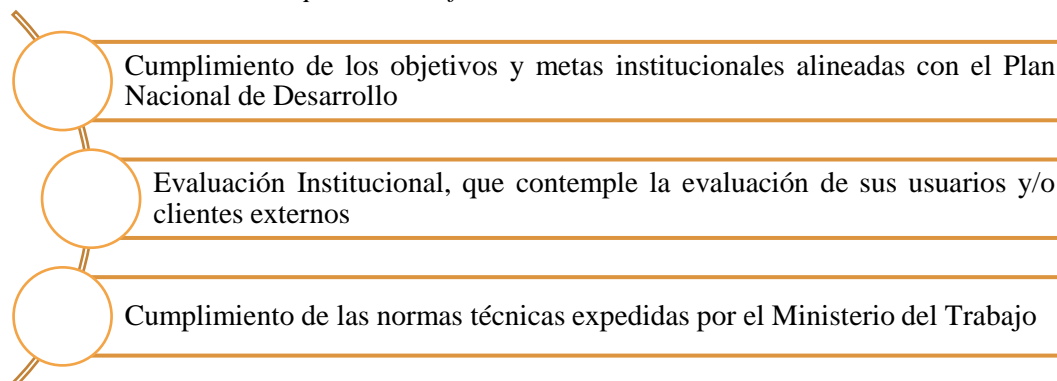 Cumplimiento de los objetivos y metas institucionales alineadas con el Plan
Nacional de Desarrollo
Evaluación Institucional, que contemple la evaluación de sus usuarios y/o
clientes externos
Cumplimiento de las normas técnicas expedidas por el Ministerio del Trabajo